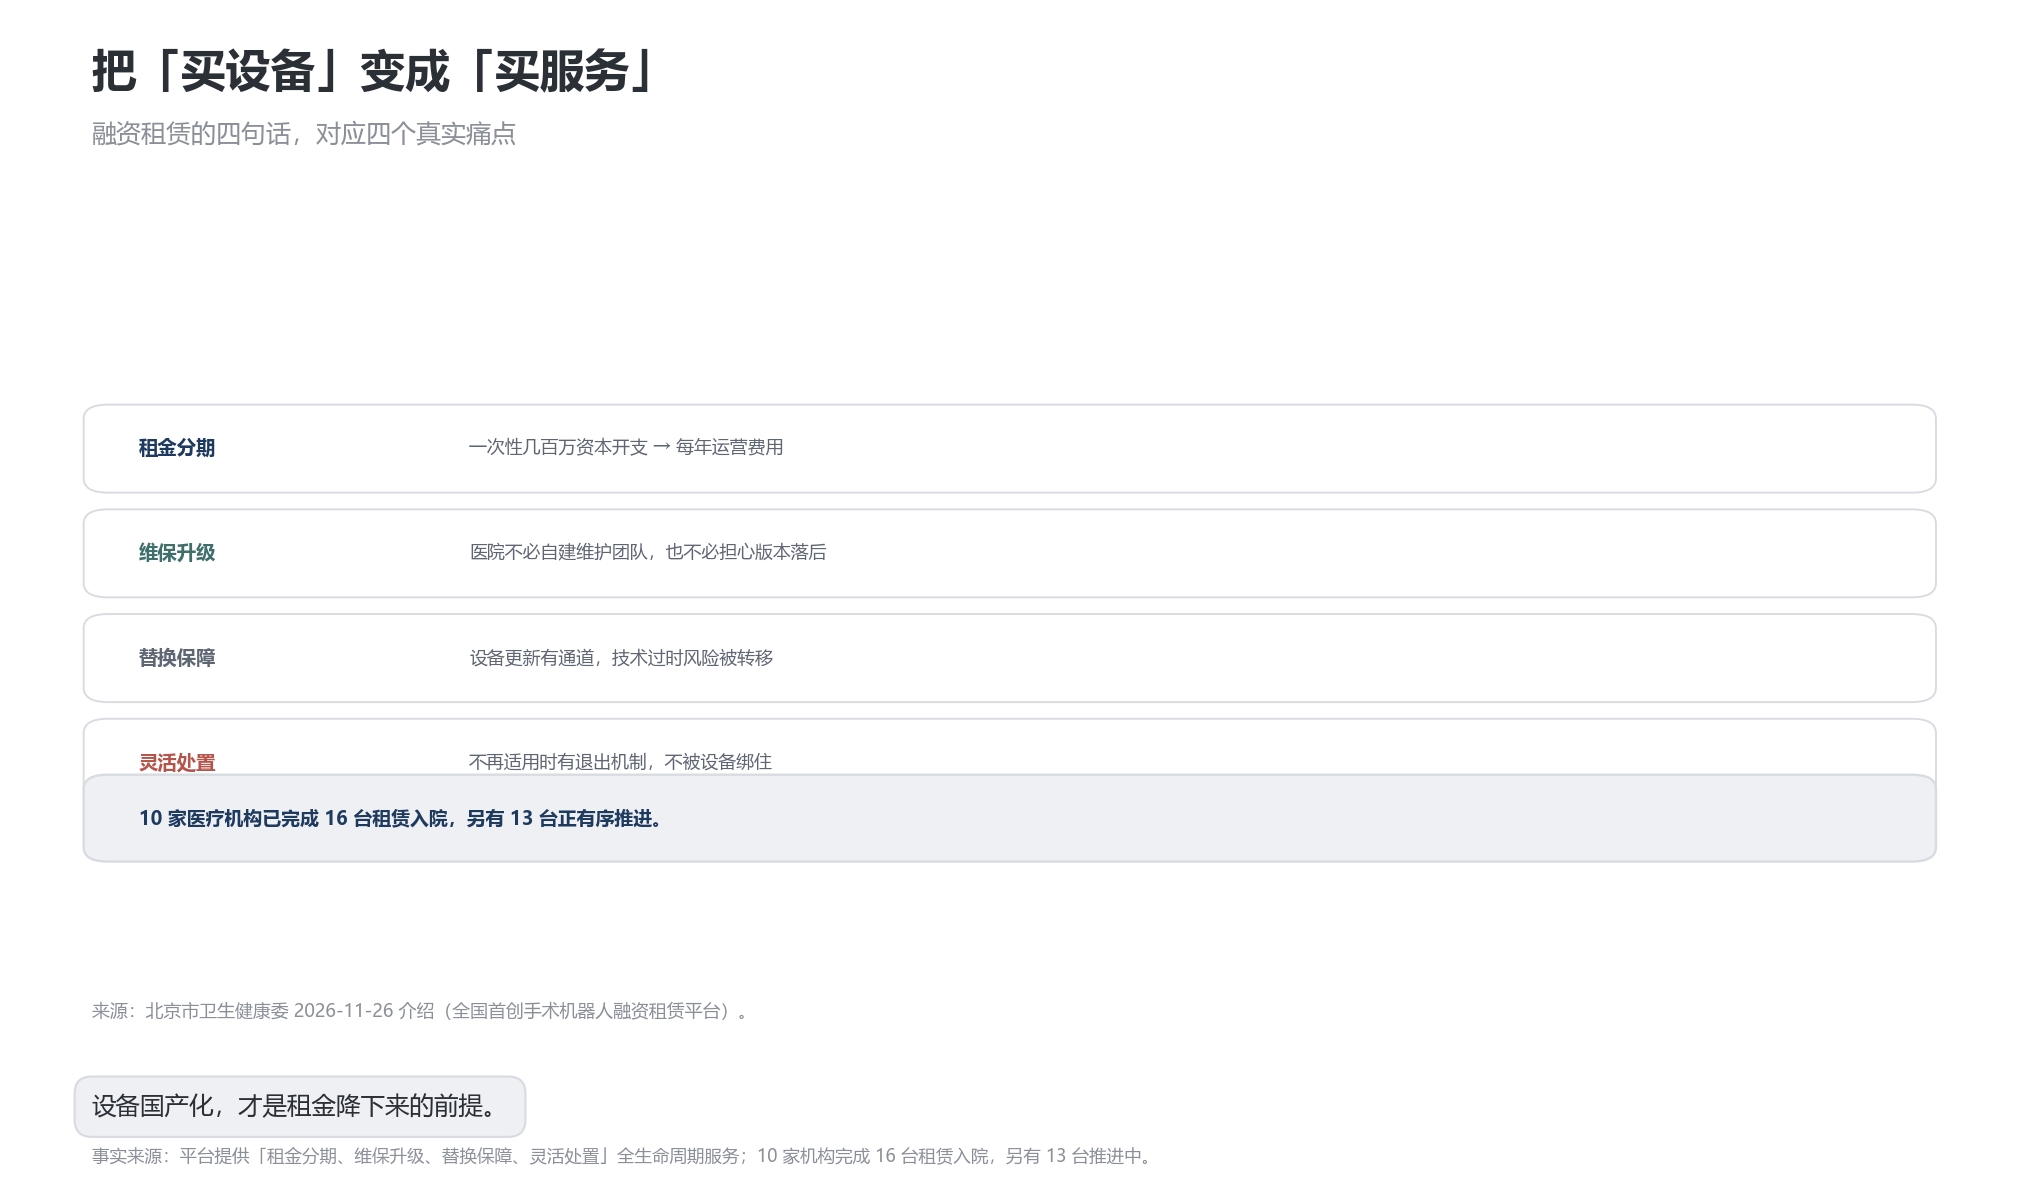 把「买设备」变成「买服务」
融资租赁的四句话，对应四个真实痛点
租金分期
一次性几百万资本开支 → 每年运营费用
维保升级
医院不必自建维护团队，也不必担心版本落后
替换保障
设备更新有通道，技术过时风险被转移
灵活处置
不再适用时有退出机制，不被设备绑住
10 家医疗机构已完成 16 台租赁入院，另有 13 台正有序推进。
来源：北京市卫生健康委 2026-11-26 介绍（全国首创手术机器人融资租赁平台）。
设备国产化，才是租金降下来的前提。
事实来源：平台提供「租金分期、维保升级、替换保障、灵活处置」全生命周期服务；10 家机构完成 16 台租赁入院，另有 13 台推进中。